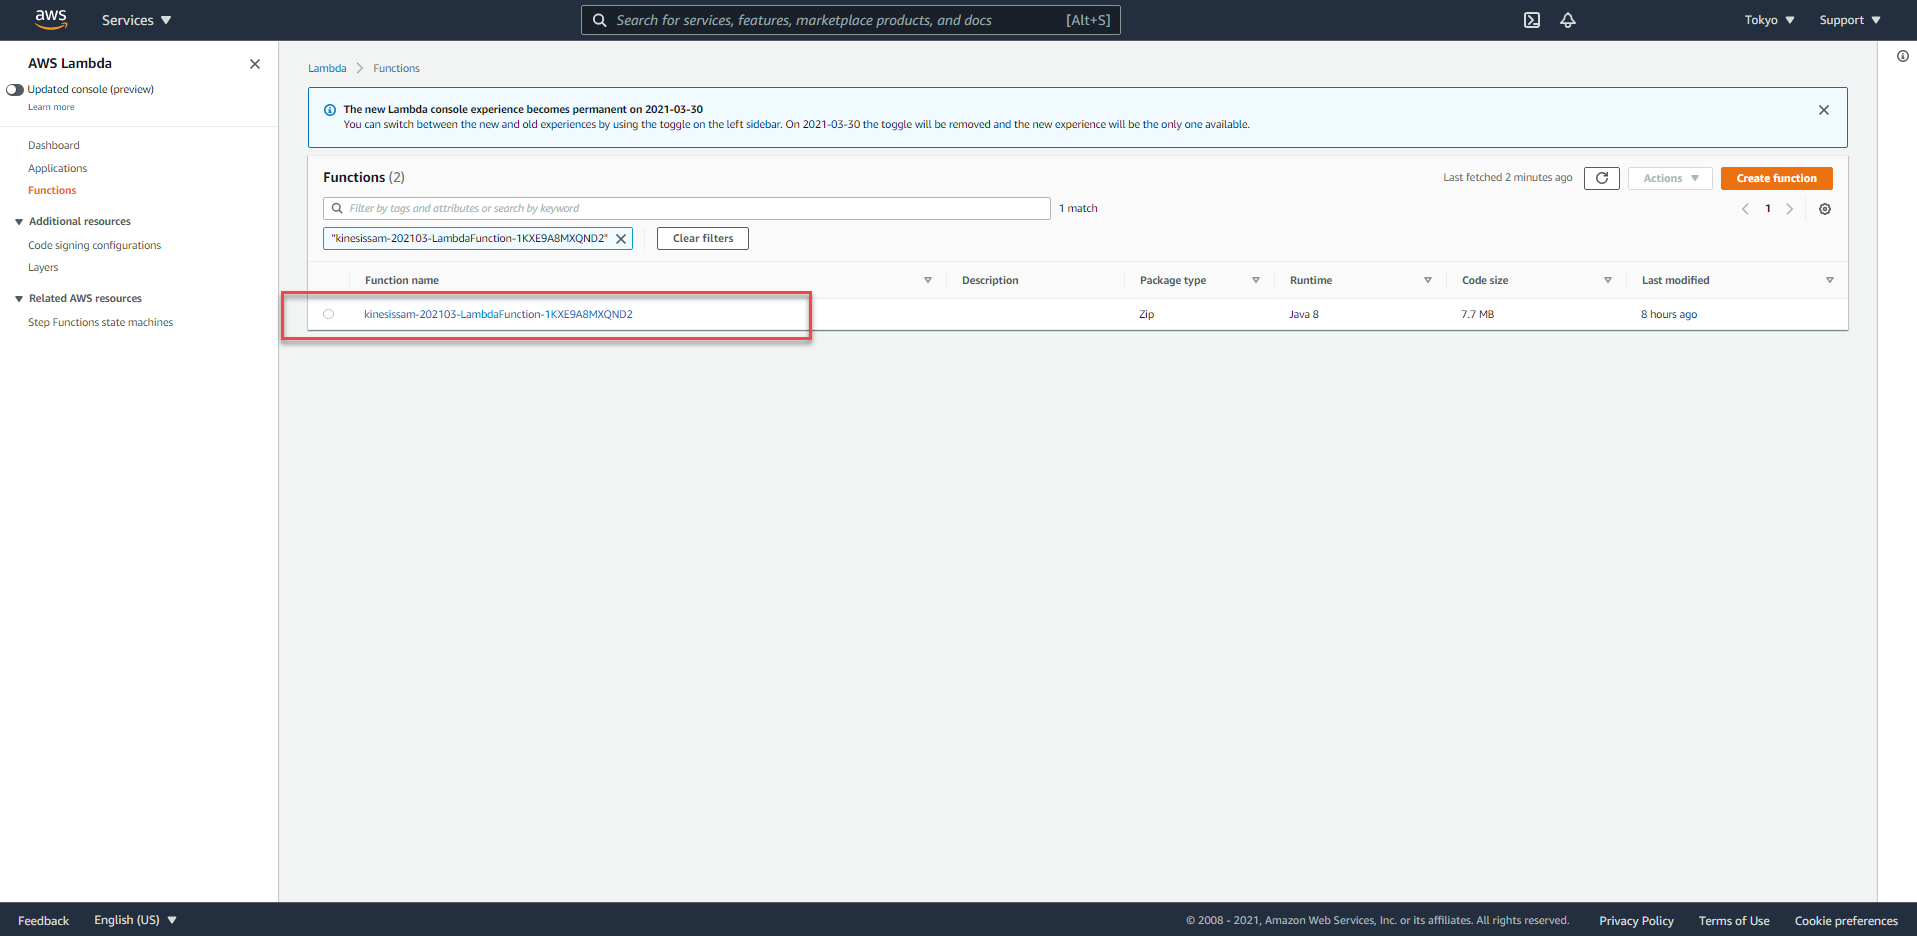 aws Services Search for services, features, marketplace products, and docs [Alt+S] Tokyo Support
AWS Lambda
Updated console (preview)
Learn more
Dashboard
Applications
Functions
Additional resources
Code signing configurations
Layers
Related AWS resources
Step Functions state machines
Lambda Functions
The new Lambda console experience becomes permanent on 2021-03-30
You can switch between the new and old experiences by using the toggle on the left sidebar. On 2021-03-30 the toggle will be removed and the new experience will be the only one available.
Functions (2) Last fetched 2 minutes ago Actions Create function
Filter by tags and attributes or search by keyword 1 match 1
"kinesissam-202103-LambdaFunction-1KXE9A8MXQND2" Clear filters
Function name Description Package type Runtime Code size Last modified
kinesissam-202103-LambdaFunction-1KXE9A8MXQND2 Zip Java 8 7.7 MB 8 hours ago
Feedback English (US) © 2008 - 2021, Amazon Web Services, Inc. or its affiliates. All rights reserved. Privacy Policy Terms of Use Cookie preferences